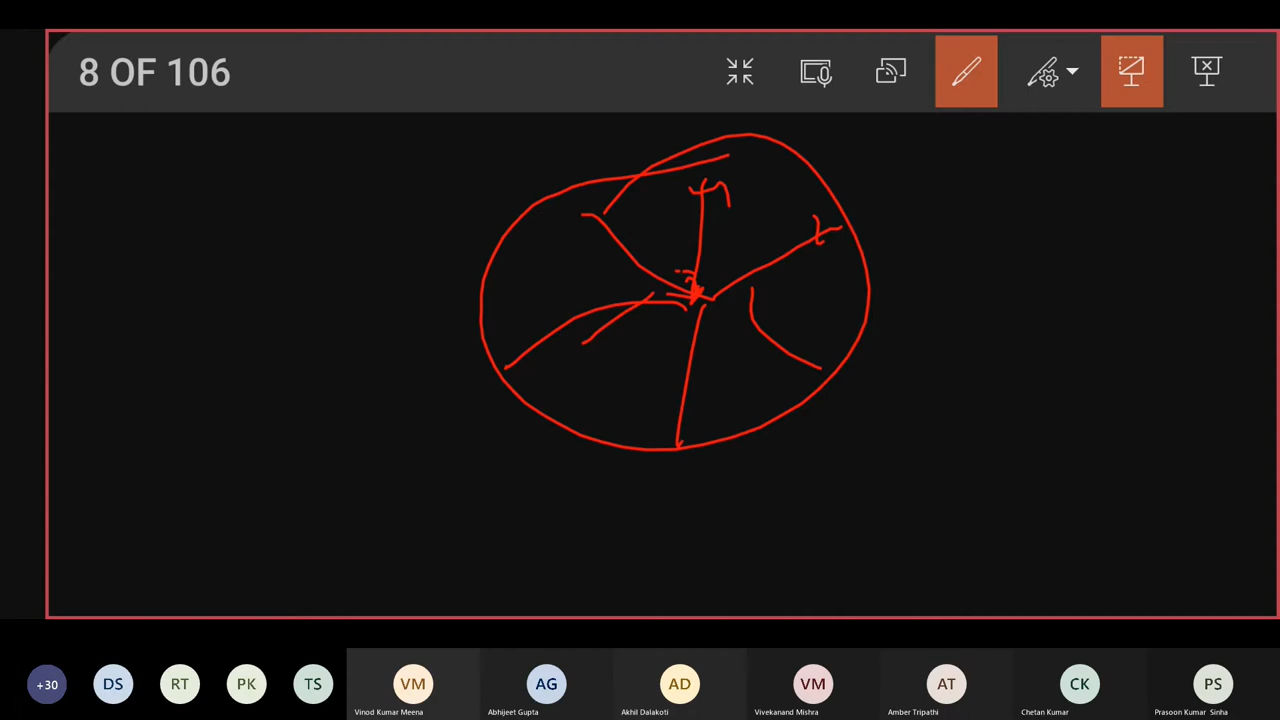 8 OF 106
+30 DS RT PK TS VM AG AD VM AT CK PS
Vinod Kumar Meena Abhijeet Gupta Akhil Dalakoti Vivekanand Mishra Amber Tripathi Chetan Kumar Prasoon Kumar Sinha